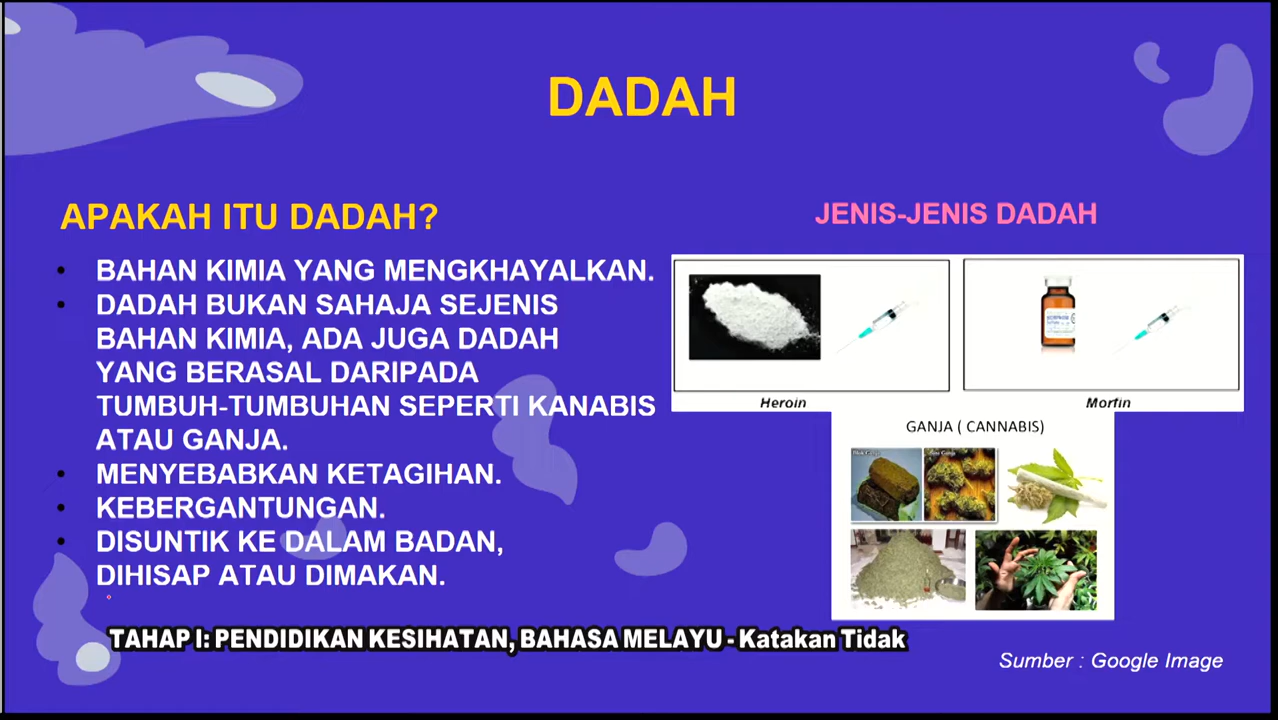 DADAH
APAKAH ITU DADAH?
• BAHAN KIMIA YANG MENGKHAYALKAN.
• DADAH BUKAN SAHAJA SEJENIS
BAHAN KIMIA, ADA JUGA DADAH
YANG BERASAL DARIPADA
TUMBUH-TUMBUHAN SEPERTI KANABIS
ATAU GANJA.
• MENYEBABKAN KETAGIHAN.
• KEBERGANTUNGAN.
• DISUNTIK KE DALAM BADAN,
DIHISAP ATAU DIMAKAN.
JENIS-JENIS DADAH
Heroin
Morfin
GANJA ( CANNABIS)
TAHAP I: PENDIDIKAN KESIHATAN, BAHASA MELAYU - Katakan Tidak
Sumber : Google Image